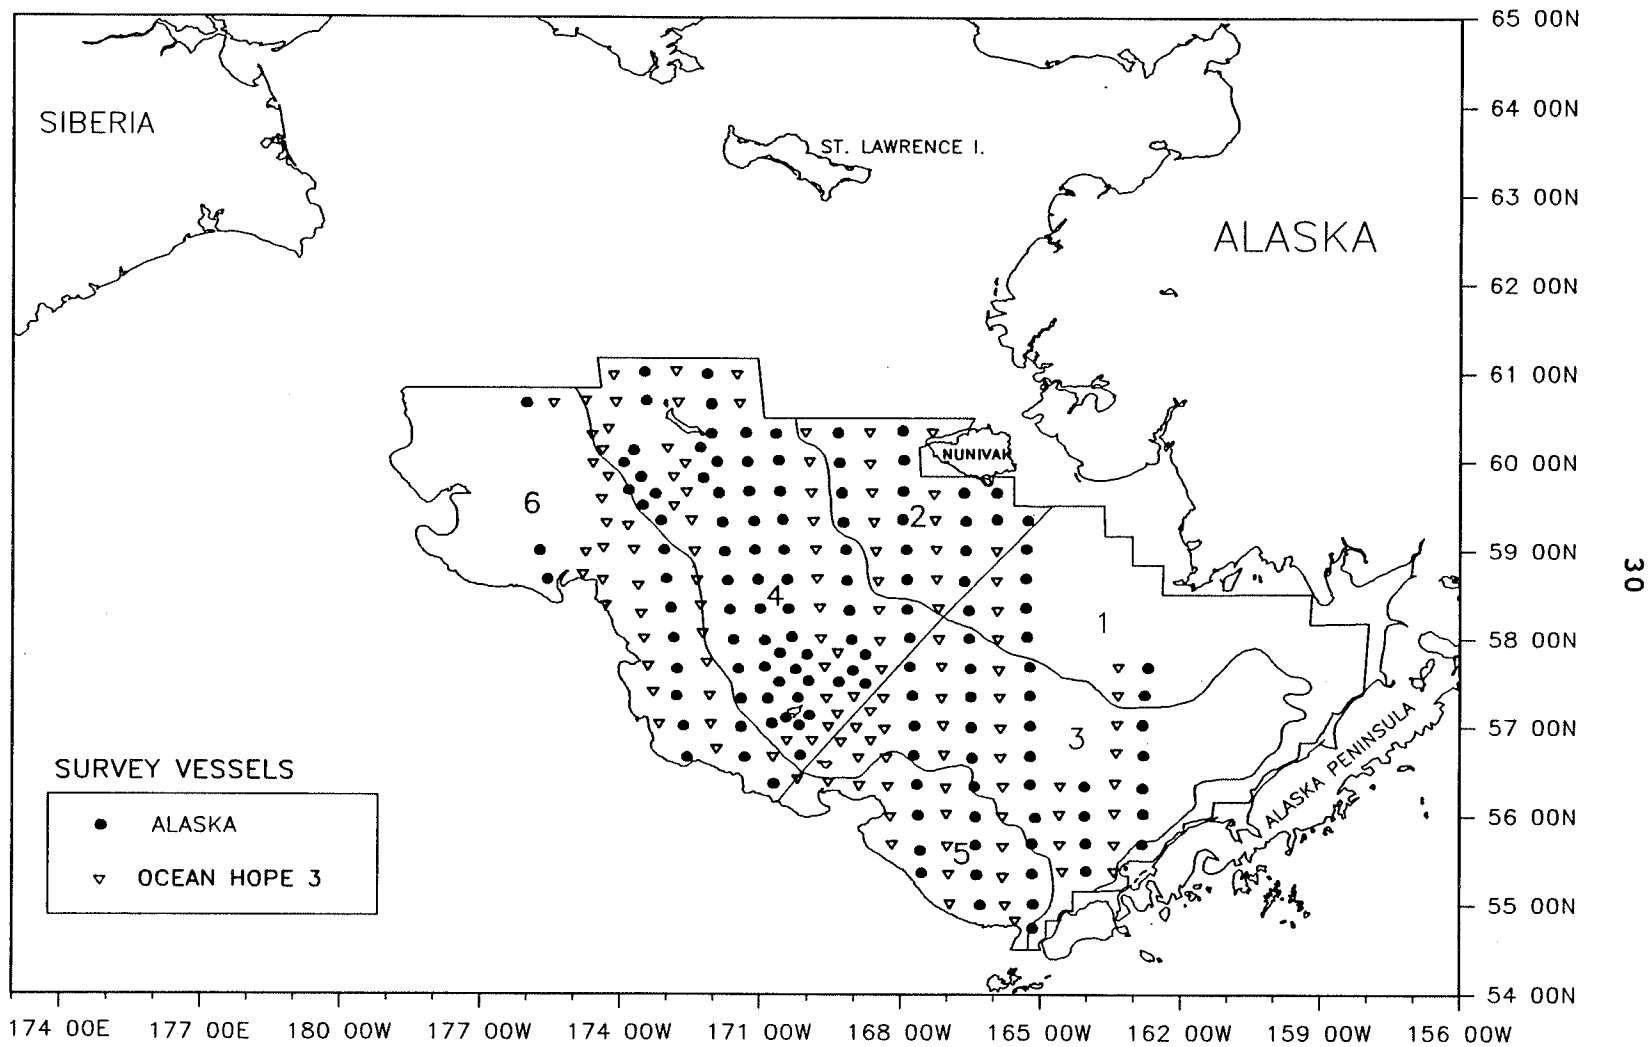 65 00N
64 00N
SIBERIA
ST. LAWRENCE I.
63 00N
ALASKA
62 00N
61 00N
60 00N
NUNIVAK
6
2
59 00N
30
4
1
58 00N
57 00N
3
ALASKA PENINSULA
SURVEY VESSELS
ALASKA
OCEAN HOPE 3
56 00N
5
55 00N
54 00N
174 00E 177 00E 180 00W 177 00W 174 00W 171 00W 168 00W 165 00W 162 00W 159 00W 156 00W